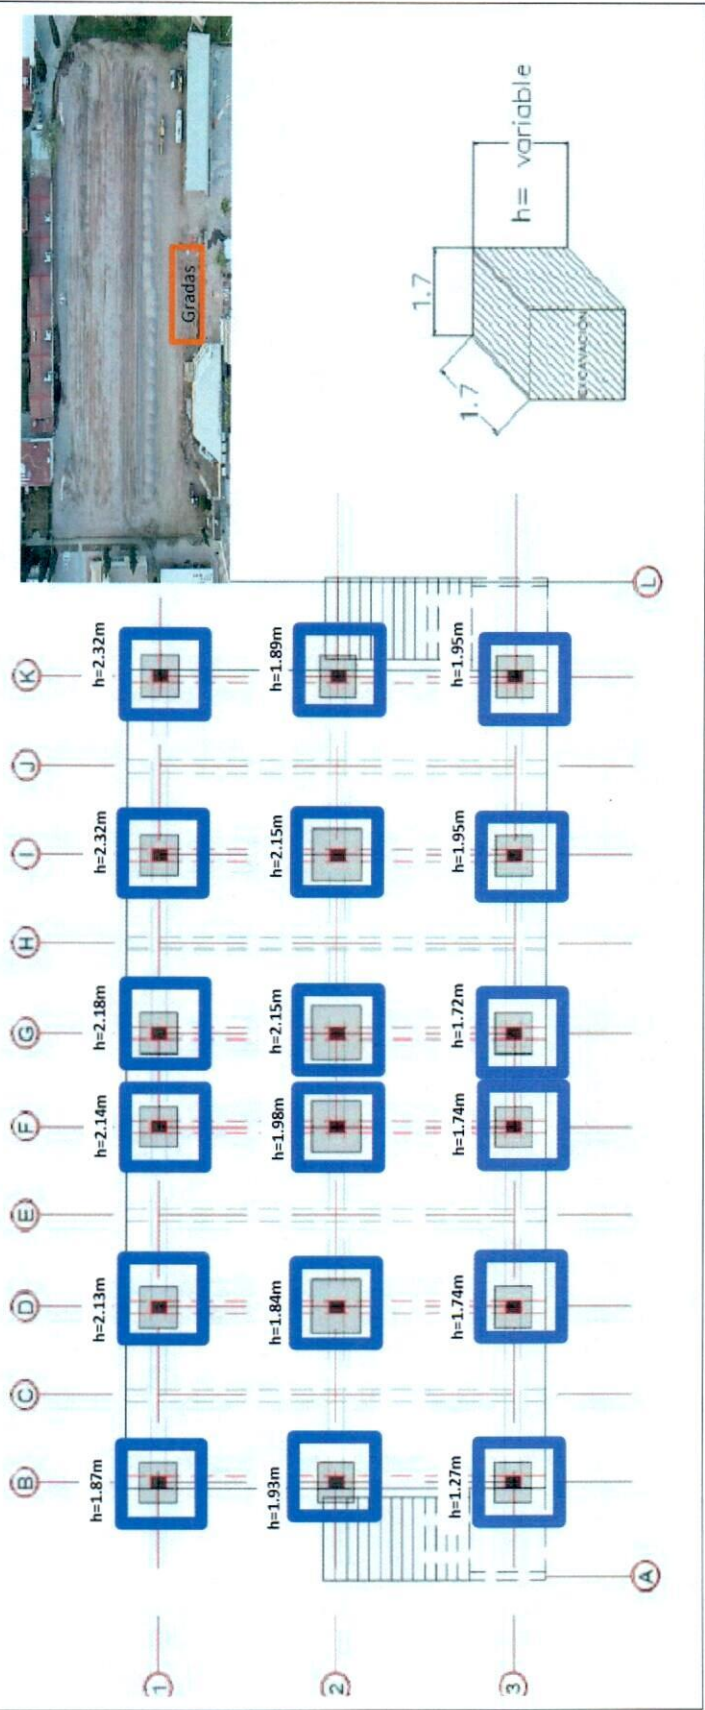 Gradas
1.7
1.7
h= variable
EXCAVACIÓN
B
C
D
E
F
G
H
I
J
K
1
h=1.87m
h=2.13m
h=2.14m
h=2.18m
h=2.32m
h=2.32m
2
h=1.93m
h=1.84m
h=1.98m
h=2.15m
h=2.15m
h=1.89m
3
h=1.27m
h=1.74m
h=1.74m
h=1.72m
h=1.95m
h=1.95m
A
L